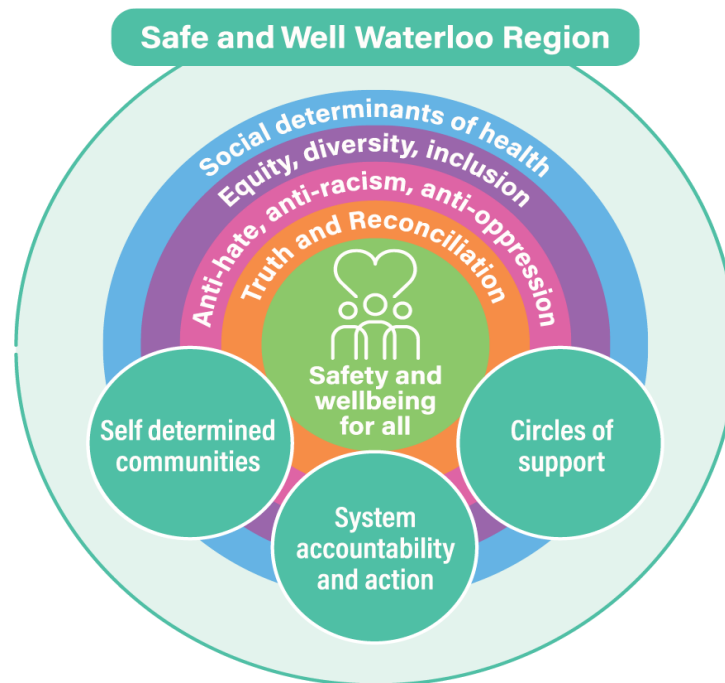 Safe and Well Waterloo Region
Social determinants of health
Equity, diversity, inclusion
Anti-hate, anti-racism, anti-oppression
Truth and Reconciliation
Safety and
wellbeing
for all
Self determined
communities
Circles of
support
System
accountability
and action